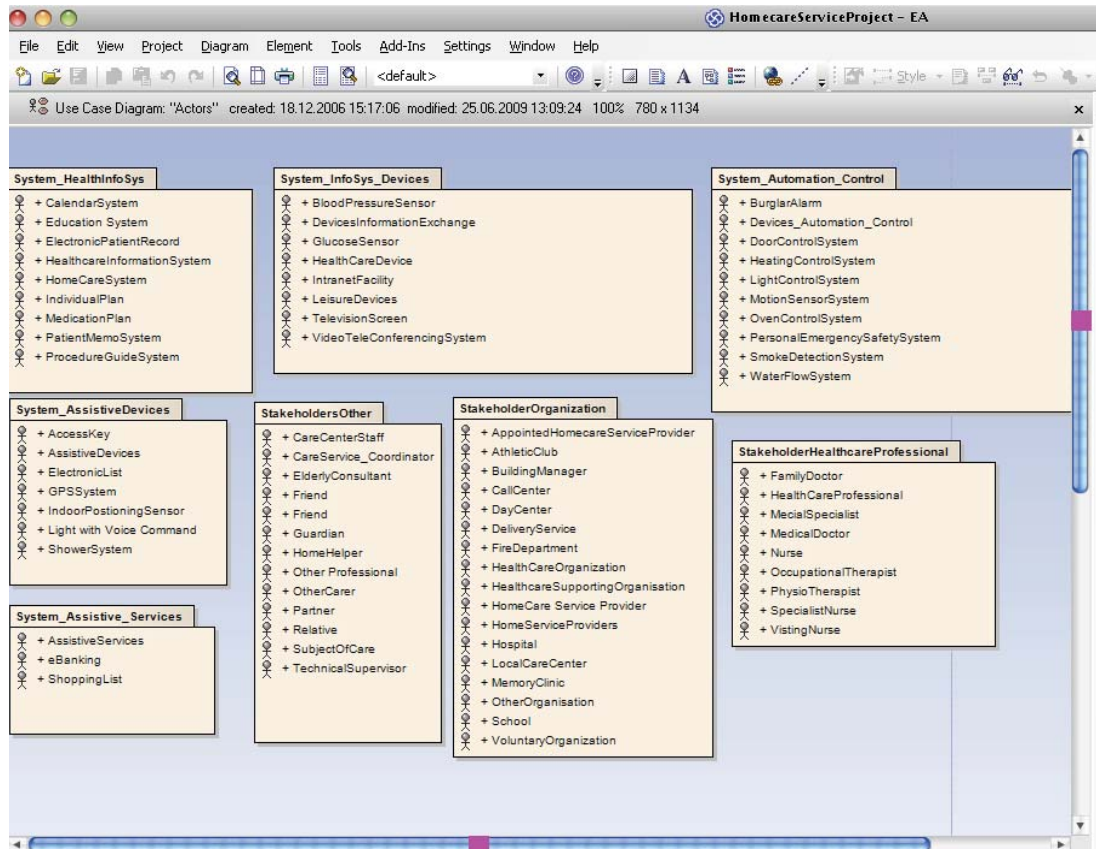 HomecareServiceProject - EA
File Edit View Project Diagram Element Tools Add-Ins Settings Window Help
<default>
A
Style
Use Case Diagram: "Actors" created: 18.12.2006 15:17:06 modified: 25.06.2009 13:09:24 100% 780 x 1134
x
System_HealthInfoSys
+ CalendarSystem
+ Education System
+ ElectronicPatientRecord
+ HealthcareInformationSystem
+ HomeCareSystem
+ IndividualPlan
+ MedicationPlan
+ PatientMemoSystem
+ ProcedureGuideSystem
System_InfoSys_Devices
+ BloodPressureSensor
+ DevicesInformationExchange
+ GlucoseSensor
+ HealthCareDevice
+ IntranetFacility
+ LeisureDevices
+ TelevisionScreen
+ VideoTeleConferencingSystem
System_Automation_Control
+ BurglarAlarm
+ Devices_Automation_Control
+ DoorControlSystem
+ HeatingControlSystem
+ LightControlSystem
+ MotionSensorSystem
+ OvenControlSystem
+ PersonalEmergencySafetySystem
+ SmokeDetectionSystem
+ WaterFlowSystem
System_AssistiveDevices
+ AccessKey
+ AssistiveDevices
+ ElectronicList
+ GPSSystem
+ IndoorPostioningSensor
+ Light with Voice Command
+ ShowerSystem
StakeholdersOther
+ CareCenterStaff
+ CareService_Coordinator
+ ElderlyConsultant
+ Friend
+ Friend
+ Guardian
+ HomeHelper
+ Other Professional
+ OtherCarer
+ Partner
+ Relative
+ SubjectOfCare
+ TechnicalSupervisor
StakeholderOrganization
+ AppointedHomecareServiceProvider
+ AthleticClub
+ BuildingManager
+ CallCenter
+ DayCenter
+ DeliveryService
+ FireDepartment
+ HealthCareOrganization
+ HealthcareSupportingOrganisation
+ HomeCare Service Provider
+ HomeServiceProviders
+ Hospital
+ LocalCareCenter
+ MemoryClinic
+ OtherOrganisation
+ School
+ VoluntaryOrganization
StakeholderHealthcareProfessional
+ FamilyDoctor
+ HealthCareProfessional
+ MecialSpecialist
+ MedicalDoctor
+ Nurse
+ OccupationalTherapist
+ PhysioTherapist
+ SpecialistNurse
+ VistingNurse
System_Assistive_Services
+ AssistiveServices
+ eBanking
+ ShoppingList